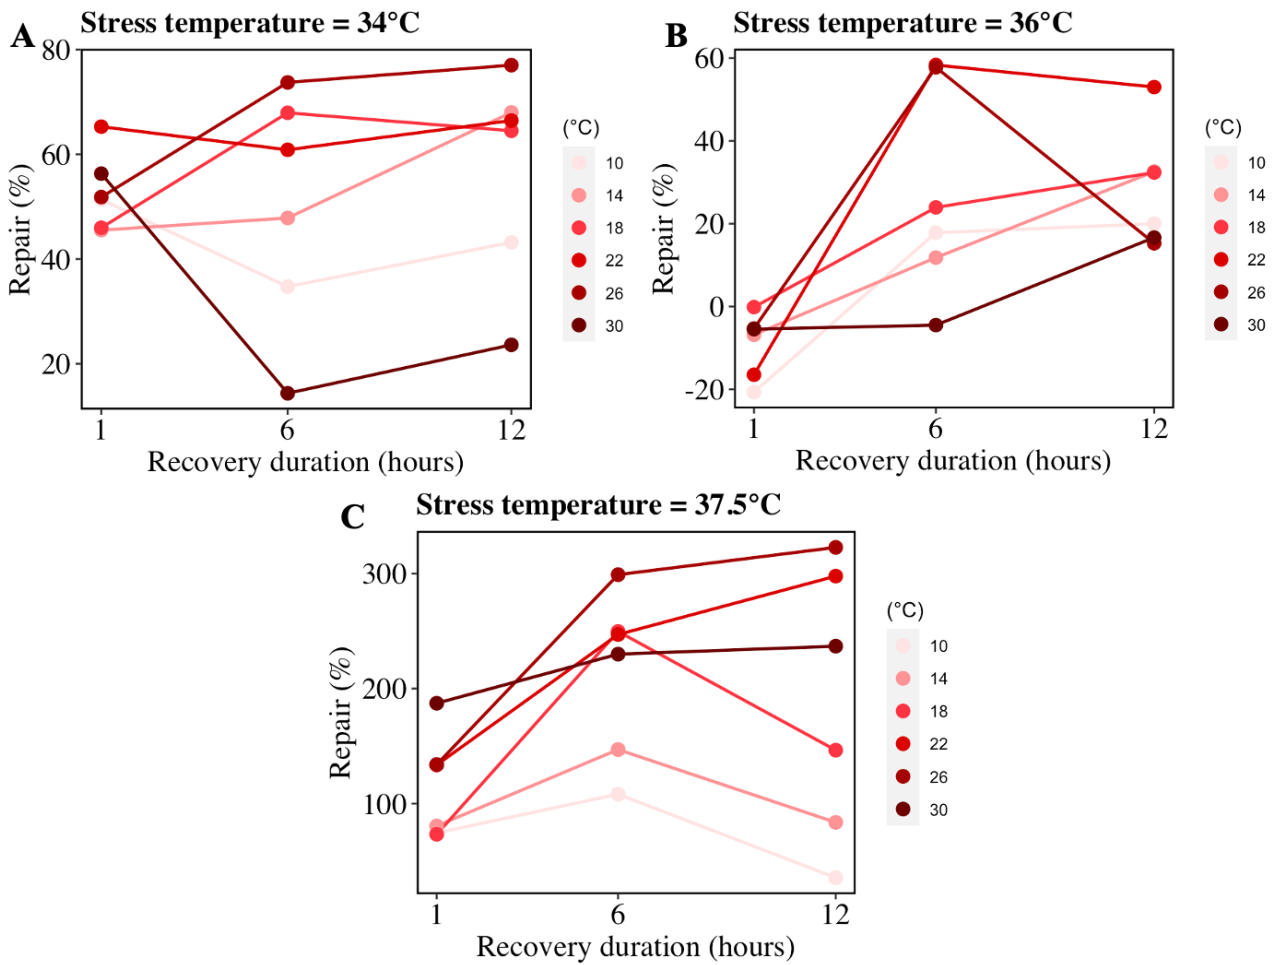 A
Stress temperature = 34°C
80
60
40
20
Repair (%)
1 6 12
Recovery duration (hours)
(°C)
10
14
18
22
26
30
B
Stress temperature = 36°C
60
40
20
0
-20
Repair (%)
1 6 12
Recovery duration (hours)
(°C)
10
14
18
22
26
30
C
Stress temperature = 37.5°C
300
200
100
Repair (%)
1 6 12
Recovery duration (hours)
(°C)
10
14
18
22
26
30